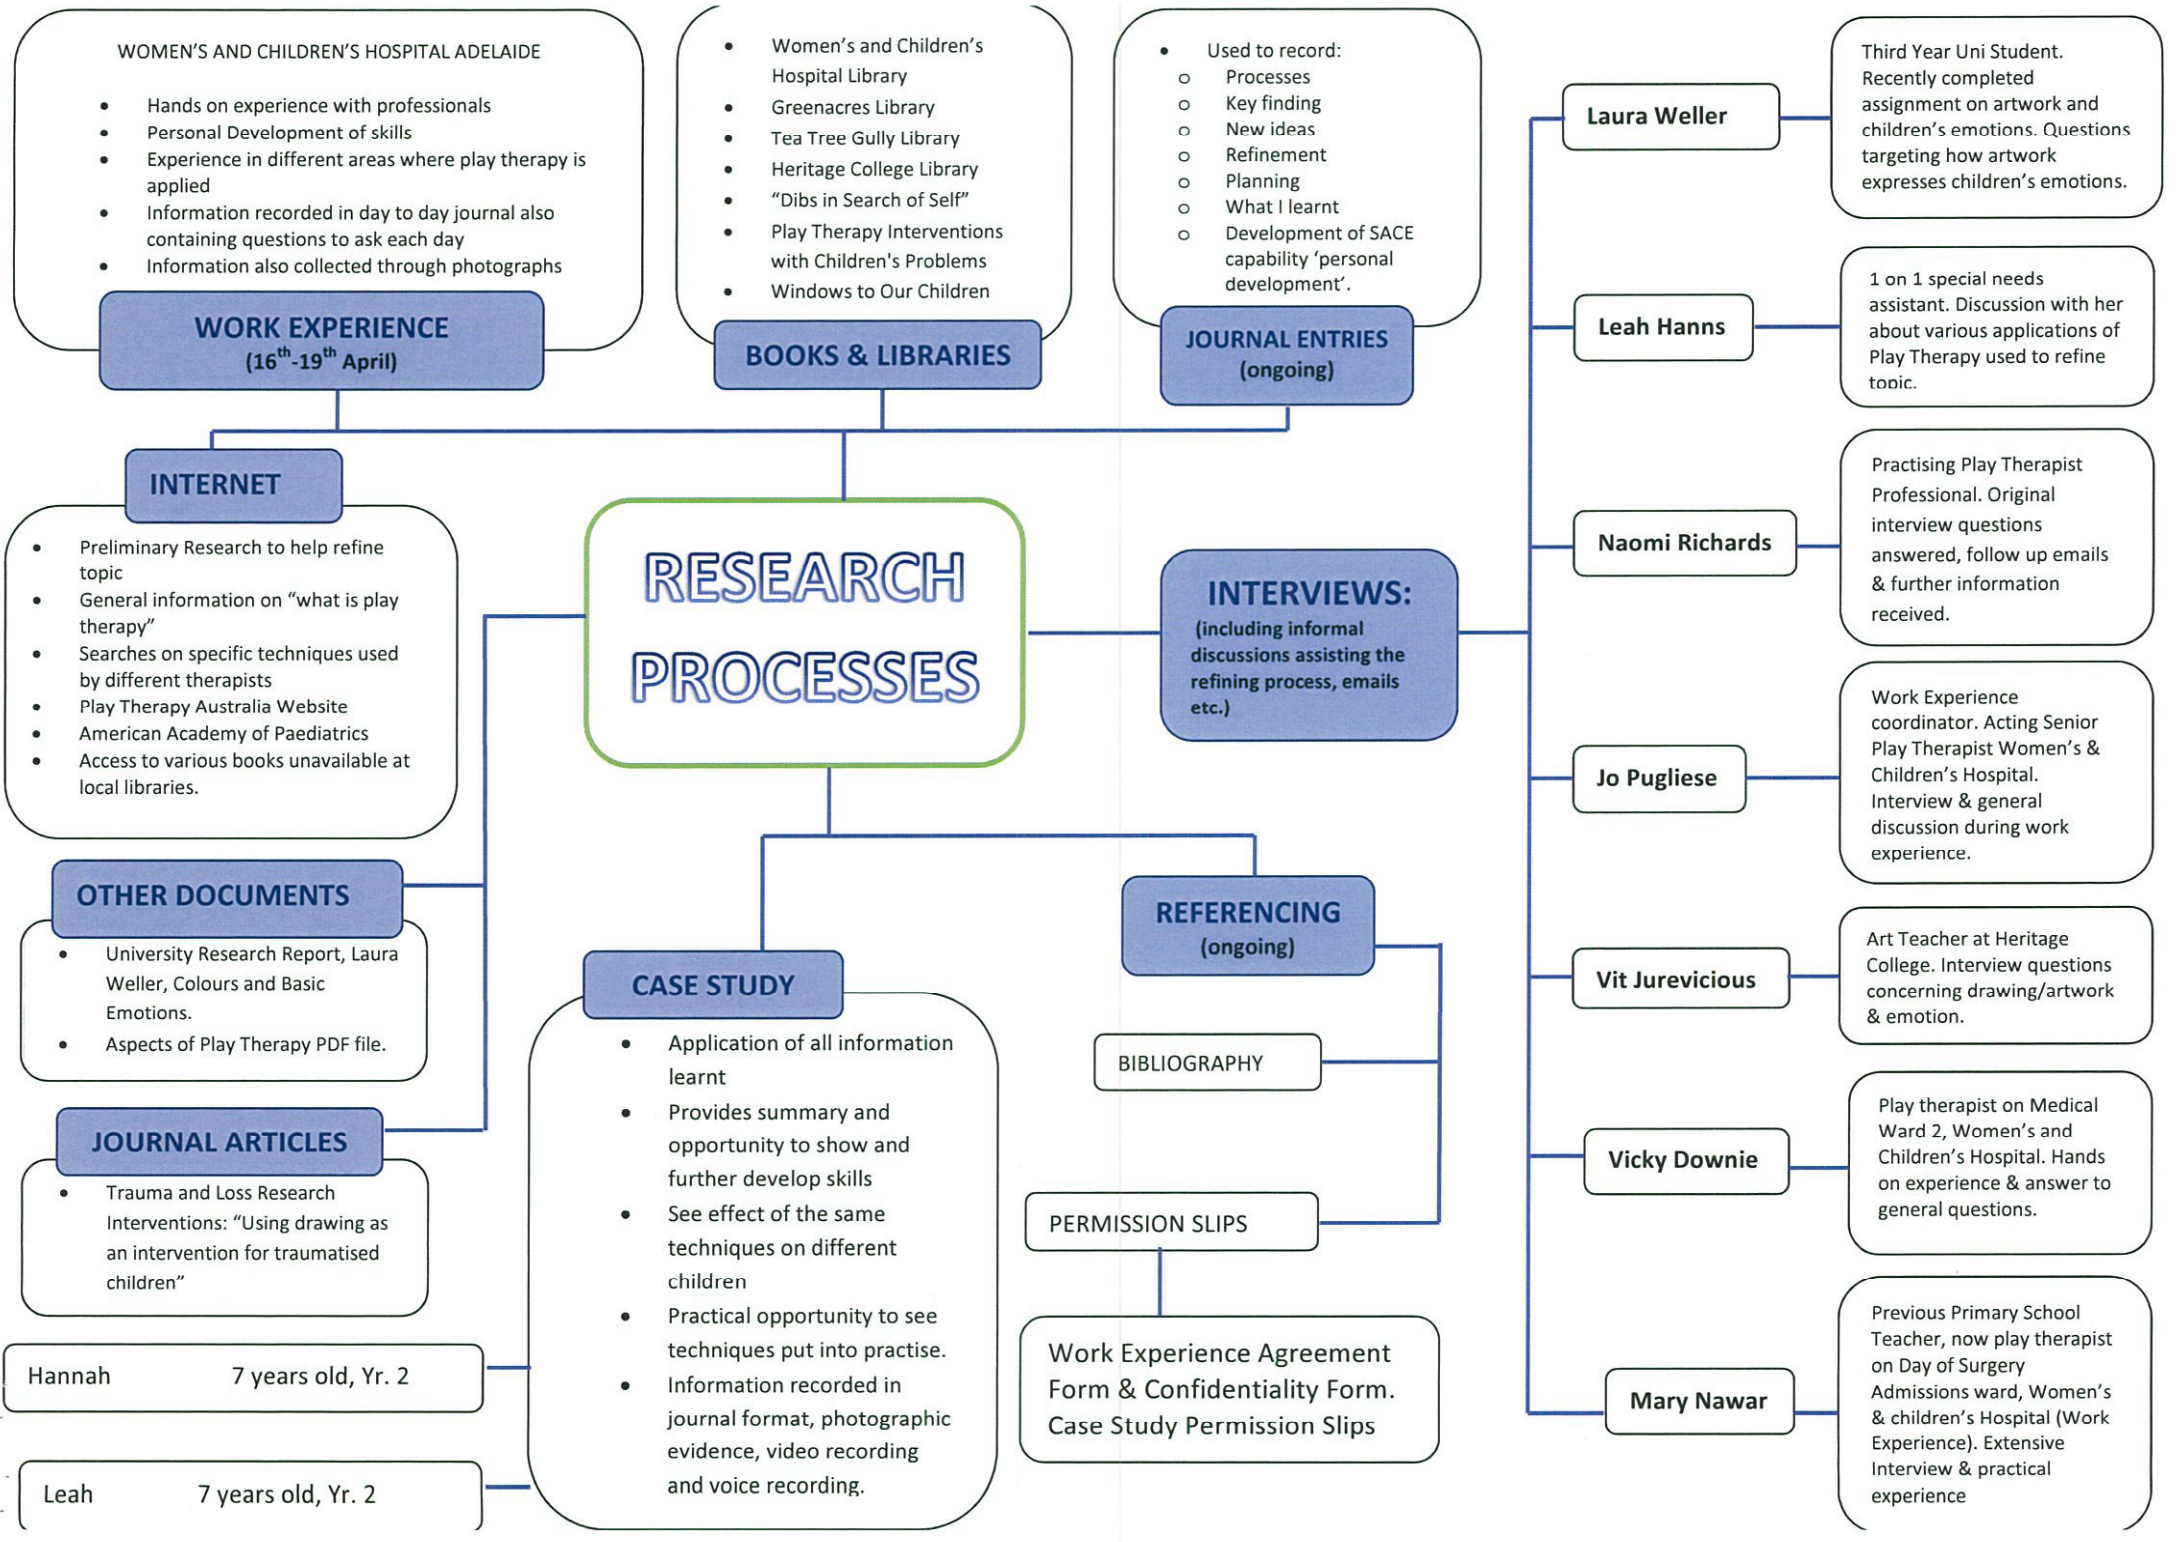 WOMEN'S AND CHILDREN'S HOSPITAL ADELAIDE
• Hands on experience with professionals
• Personal Development of skills
• Experience in different areas where play therapy is
applied
• Information recorded in day to day journal also
containing questions to ask each day
• Information also collected through photographs
WORK EXPERIENCE
(16th-19th April)
• Women's and Children's
Hospital Library
• Greenacres Library
• Tea Tree Gully Library
• Heritage College Library
• "Dibs in Search of Self"
• Play Therapy Interventions
with Children's Problems
• Windows to Our Children
BOOKS & LIBRARIES
• Used to record:
o Processes
o Key finding
o New ideas
o Refinement
o Planning
o What I learnt
o Development of SACE
capability 'personal
development'.
JOURNAL ENTRIES
(ongoing)
INTERNET
• Preliminary Research to help refine
topic
• General information on "what is play
therapy"
• Searches on specific techniques used
by different therapists
• Play Therapy Australia Website
• American Academy of Paediatrics
• Access to various books unavailable at
local libraries.
RESEARCH
PROCESSES
INTERVIEWS:
(including informal
discussions assisting the
refining process, emails
etc.)
Laura Weller
Third Year Uni Student.
Recently completed
assignment on artwork and
children's emotions. Questions
targeting how artwork
expresses children's emotions.
Leah Hanns
1 on 1 special needs
assistant. Discussion with her
about various applications of
Play Therapy used to refine
topic.
Naomi Richards
Practising Play Therapist
Professional. Original
interview questions
answered, follow up emails
& further information
received.
Jo Pugliese
Work Experience
coordinator. Acting Senior
Play Therapist Women's &
Children's Hospital.
Interview & general
discussion during work
experience.
Vit Jurevicious
Art Teacher at Heritage
College. Interview questions
concerning drawing/artwork
& emotion.
Vicky Downie
Play therapist on Medical
Ward 2, Women's and
Children's Hospital. Hands
on experience & answer to
general questions.
Mary Nawar
Previous Primary School
Teacher, now play therapist
on Day of Surgery
Admissions ward, Women's
& children's Hospital (Work
Experience). Extensive
Interview & practical
experience
OTHER DOCUMENTS
• University Research Report, Laura
Weller, Colours and Basic
Emotions.
• Aspects of Play Therapy PDF file.
JOURNAL ARTICLES
• Trauma and Loss Research
Interventions: "Using drawing as
an intervention for traumatised
children"
Hannah 7 years old, Yr. 2
Leah 7 years old, Yr. 2
CASE STUDY
• Application of all information
learnt
• Provides summary and
opportunity to show and
further develop skills
• See effect of the same
techniques on different
children
• Practical opportunity to see
techniques put into practise.
• Information recorded in
journal format, photographic
evidence, video recording
and voice recording.
REFERENCING
(ongoing)
BIBLIOGRAPHY
PERMISSION SLIPS
Work Experience Agreement
Form & Confidentiality Form.
Case Study Permission Slips